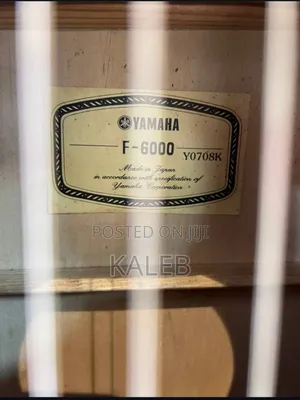 YAMAHA
F-6000
Y0708K
Made in Japan
in accordance with specification of
Yamaha Corporation
POSTED ON JIJI
KALEB